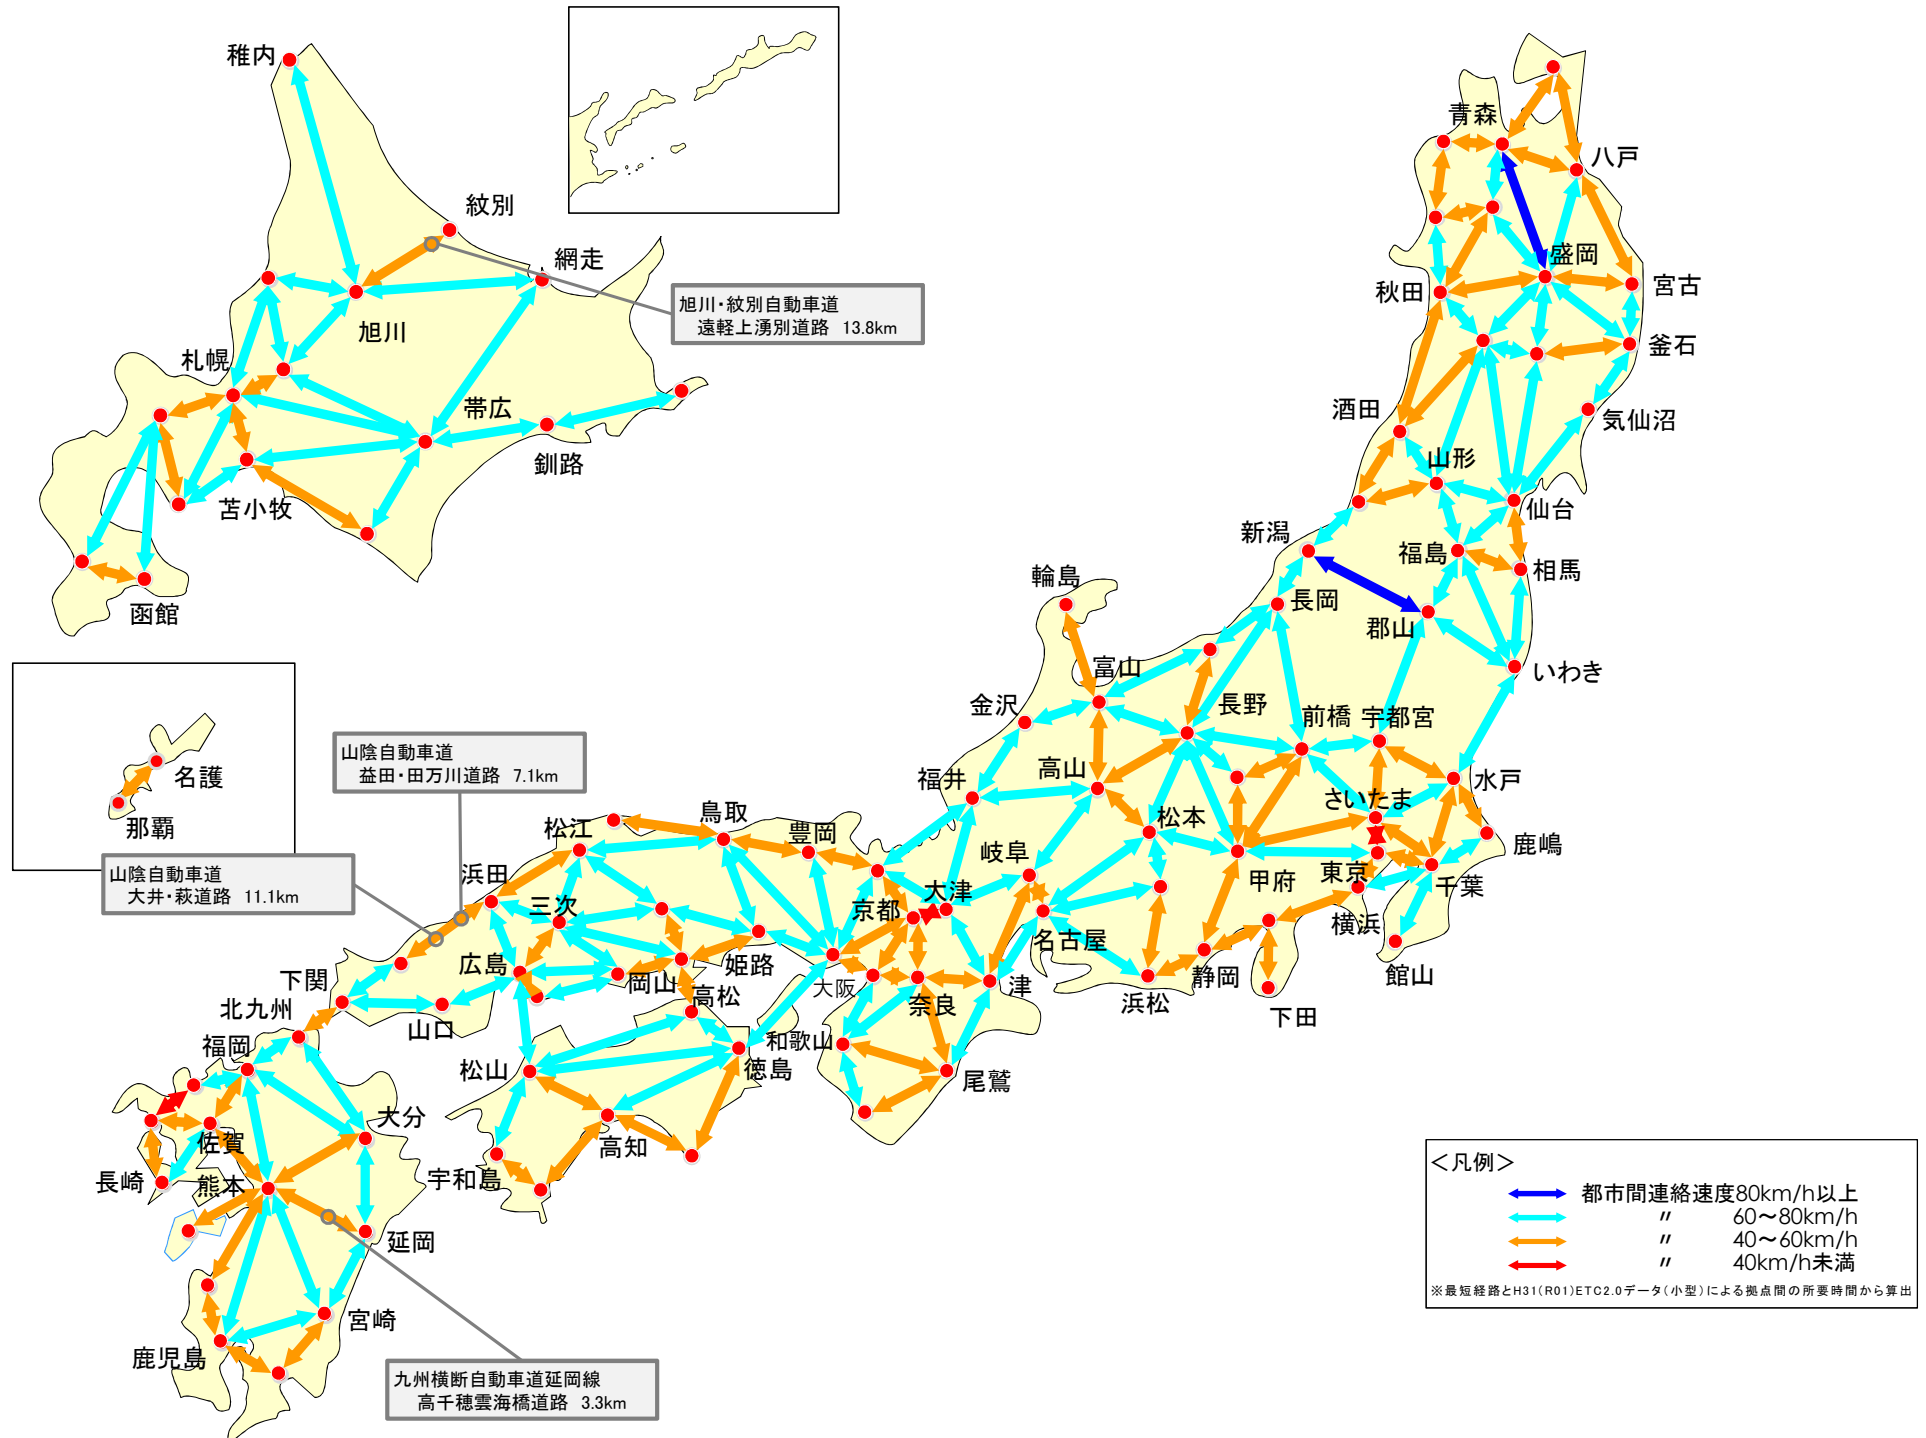 稚内
紋別
網走
旭川・紋別自動車道
遠軽上湧別道路 13.8km
旭川
札幌
帯広
釧路
苫小牧
函館
青森
八戸
盛岡
秋田
宮古
釜石
酒田
気仙沼
山形
仙台
新潟
福島
相馬
輪島
長岡
郡山
いわき
富山
金沢
長野
前橋
宇都宮
名護
那覇
山陰自動車道
益田・田万川道路 7.1km
福井
高山
水戸
さいたま
鳥取
豊岡
松江
松本
鹿嶋
岐阜
山陰自動車道
大井・萩道路 11.1km
浜田
三次
京都
大津
甲府
東京
千葉
横浜
名古屋
広島
岡山
姫路
大阪
奈良
津
浜松
静岡
館山
下関
高松
下田
北九州
山口
福岡
和歌山
松山
徳島
尾鷲
大分
佐賀
高知
長崎
熊本
宇和島
延岡
宮崎
鹿児島
九州横断自動車道延岡線
高千穂雲海橋道路 3.3km
<凡例>
都市間連絡速度80km/h以上
〃 60~80km/h
〃 40~60km/h
〃 40km/h未満
※最短経路とH31(R01)ETC2.0データ(小型)による拠点間の所要時間から算出